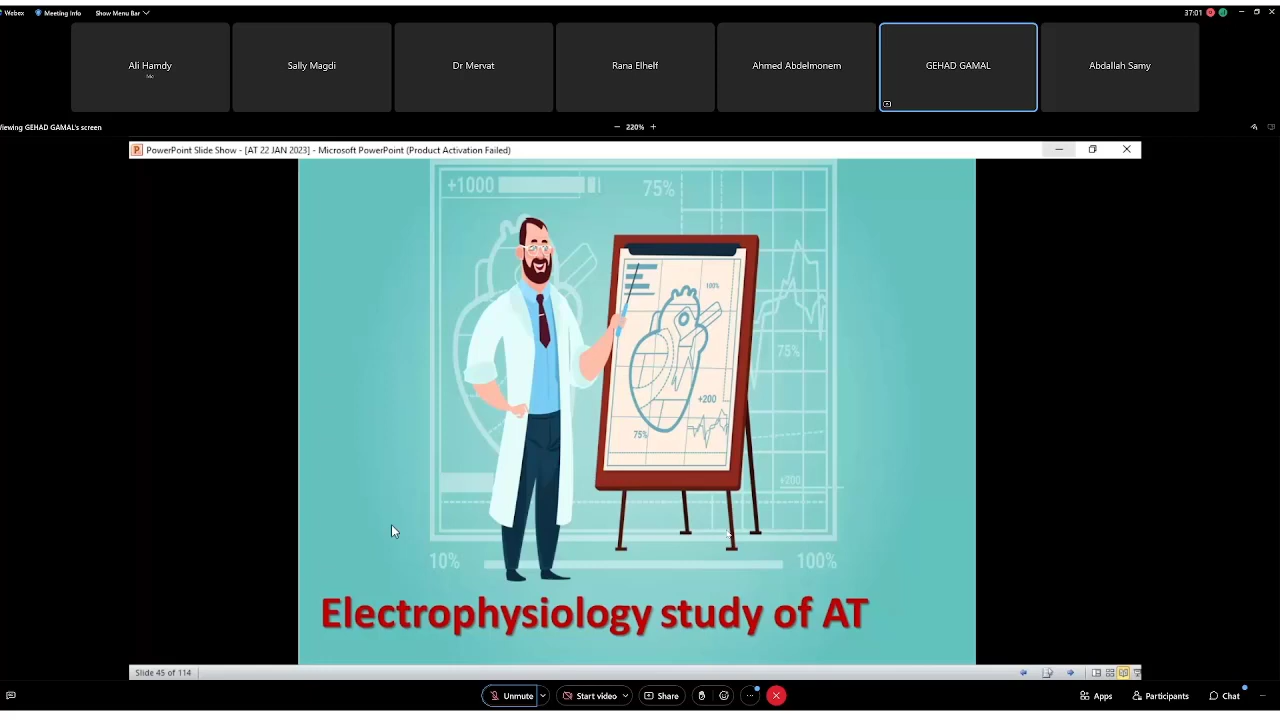 Webex Meeting Info Show Menu Bar 37:01
Ali Hamdy
Me
Sally Magdi
Dr Mervat
Rana Elhelf
Ahmed Abdelmonem
GEHAD GAMAL
Abdallah Samy
Viewing GEHAD GAMAL's screen
− 220% +
PowerPoint Slide Show - [AT 22 JAN 2023] - Microsoft PowerPoint (Product Activation Failed)
+1000
75%
100%
75%
+200
75%
+200
10%
100%
Electrophysiology study of AT
Slide 45 of 114
Unmute
Start video
Share
Apps
Participants
Chat